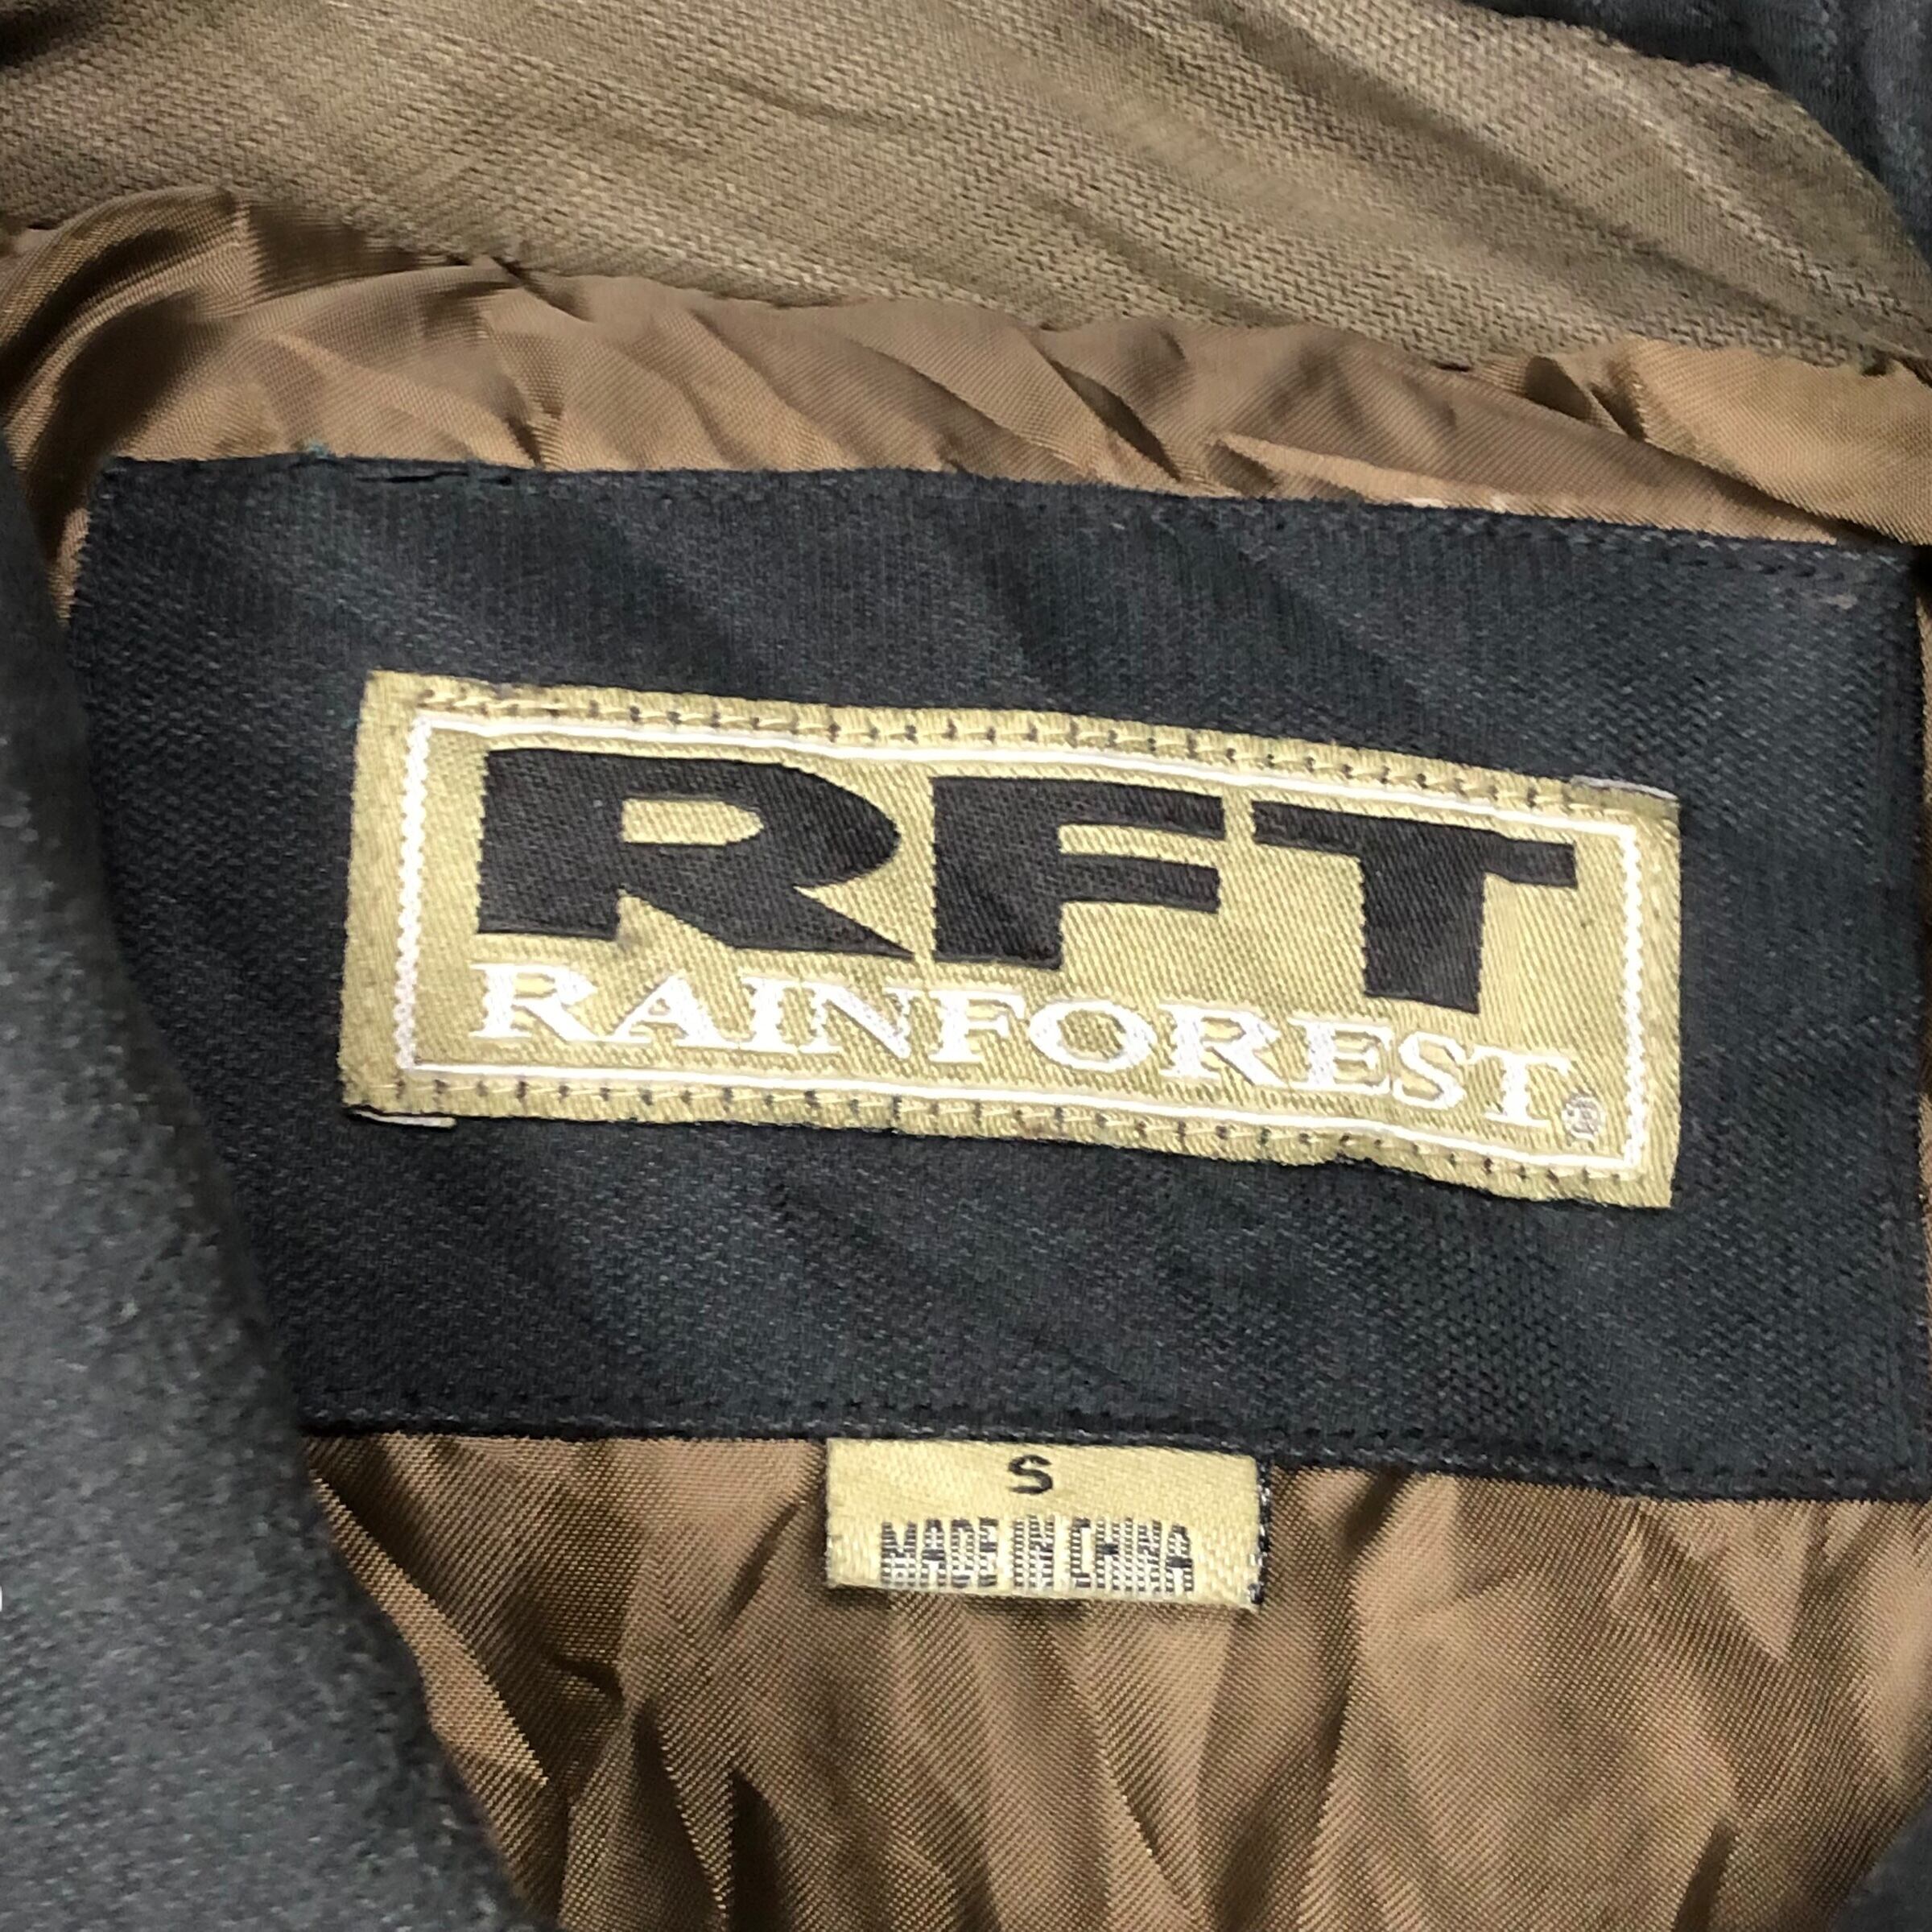 RFT
RAINFOREST®
S
MADE IN CHINA